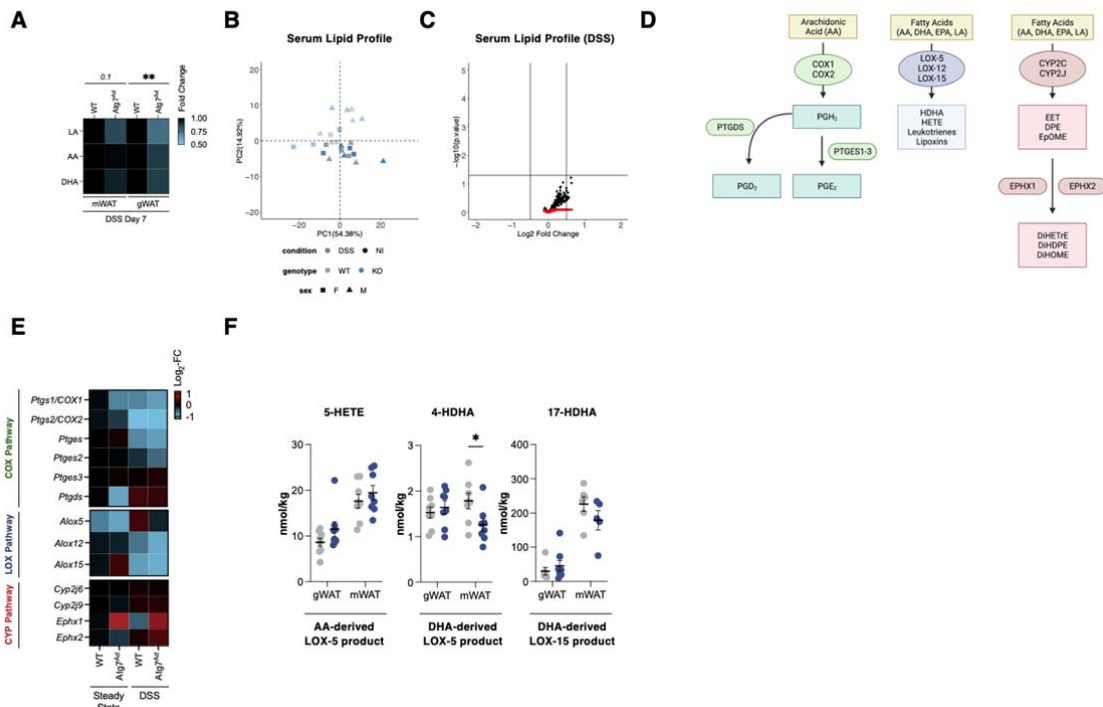 A
0.1
**
WT
Atg7Ad
WT
Atg7Ad
Fold Change
1.00
0.75
0.50
LA
AA
DHA
mWAT
gWAT
DSS Day 7
B
Serum Lipid Profile
20
10
0
−10
−20
PC2(14.92%)
−20
0
20
PC1(54.38%)
condition DSS NI
genotype WT KO
sex F M
C
Serum Lipid Profile (DSS)
5
4
3
2
1
0
−log10(p.value)
−2
−1
0
1
2
Log2 Fold Change
D
Arachidonic
Acid (AA)
COX1
COX2
PGH2
PTGDS
PTGES1-3
PGD2
PGE2
Fatty Acids
(AA, DHA, EPA, LA)
LOX-5
LOX-12
LOX-15
HDHA
HETE
Leukotrienes
Lipoxins
Fatty Acids
(AA, DHA, EPA, LA)
CYP2C
CYP2J
EET
DPE
EpOME
EPHX1
EPHX2
DiHETrE
DiHDPE
DiHOME
E
Log2-FC
1
0
-1
COX Pathway
Ptgs1/COX1
Ptgs2/COX2
Ptges
Ptges2
Ptges3
Ptgds
LOX Pathway
Alox5
Alox12
Alox15
CYP Pathway
Cyp2j6
Cyp2j9
Ephx1
Ephx2
WT
Atg7Ad
WT
Atg7Ad
Steady
State
DSS
F
5-HETE
30
20
10
0
nmol/kg
gWAT
mWAT
AA-derived
LOX-5 product
4-HDHA
*
3
2
1
0
nmol/kg
gWAT
mWAT
DHA-derived
LOX-5 product
17-HDHA
400
300
200
100
0
nmol/kg
gWAT
mWAT
DHA-derived
LOX-15 product